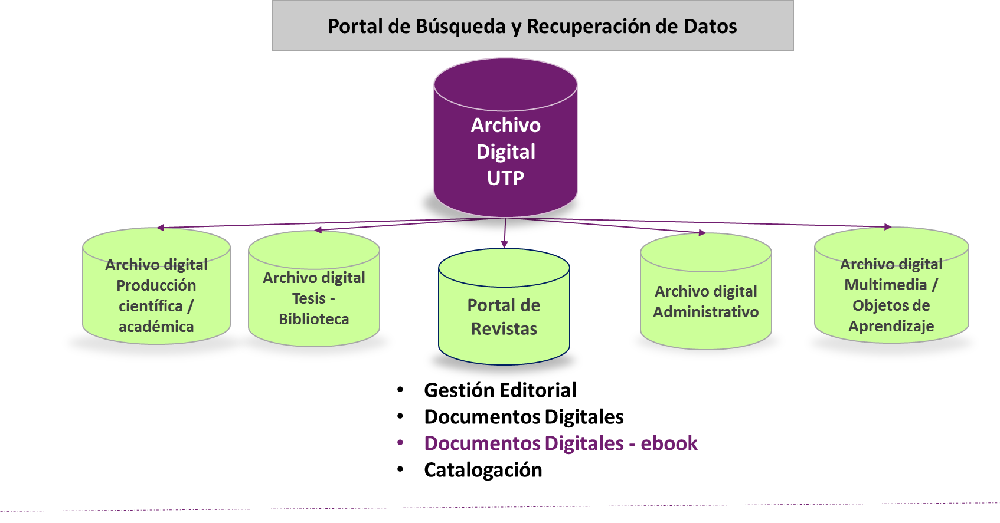 Portal de Búsqueda y Recuperación de Datos
Archivo
Digital
UTP
Archivo digital
Producción
científica /
académica
Archivo digital
Tesis -
Biblioteca
Portal de
Revistas
Archivo digital
Administrativo
Archivo digital
Multimedia /
Objetos de
Aprendizaje
• Gestión Editorial
• Documentos Digitales
• Documentos Digitales - ebook
• Catalogación